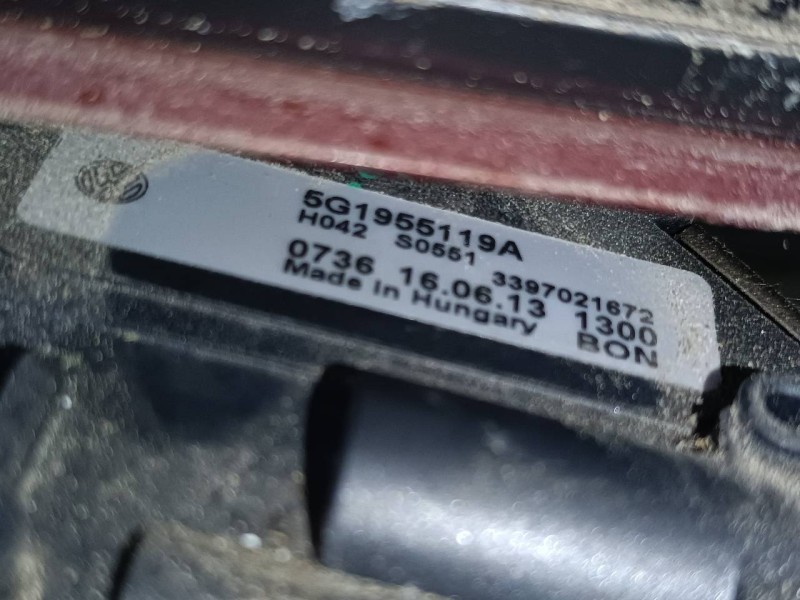 5G1955119A
H042 S0551 3397021672
0736 16.06.13 1300
Made in Hungary BON